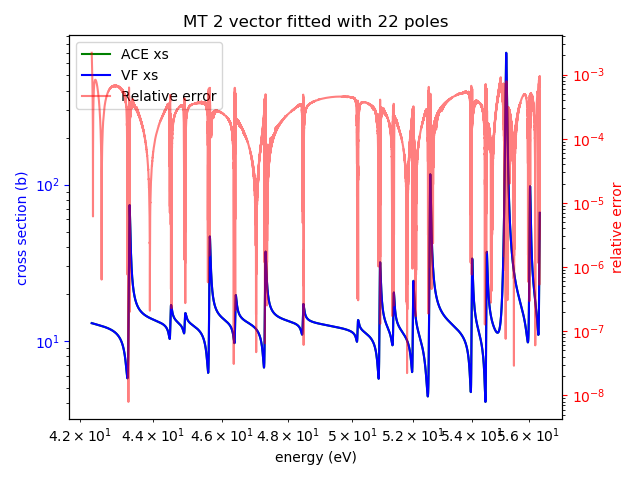 MT 2 vector fitted with 22 poles
ACE xs
VF xs
Relative error
10²
10¹
cross section (b)
10⁻³
10⁻⁴
10⁻⁵
10⁻⁶
10⁻⁷
10⁻⁸
relative error
4.2 × 10¹ 4.4 × 10¹ 4.6 × 10¹ 4.8 × 10¹ 5 × 10¹ 5.2 × 10¹ 5.4 × 10¹ 5.6 × 10¹
energy (eV)